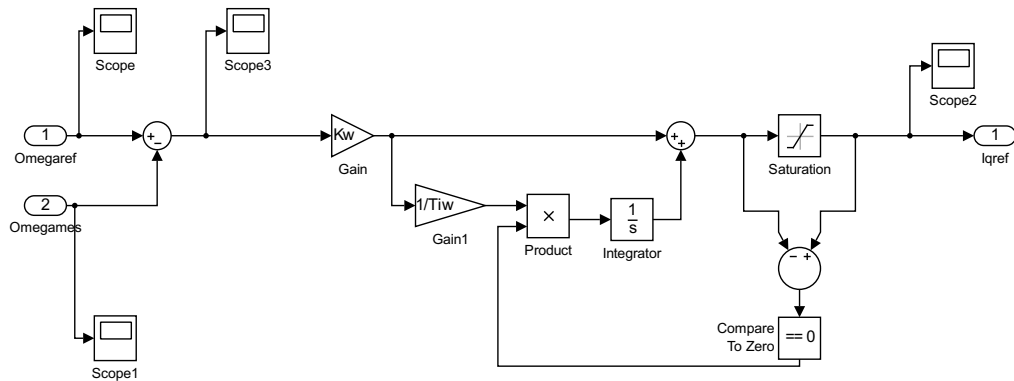 Scope
Scope3
Scope2
1
Omegaref
+
−
Kw
Gain
+
+
Saturation
1
Iqref
2
Omegames
1/Tiw
Gain1
×
Product
1
s
Integrator
− +
Compare
To Zero
== 0
Scope1